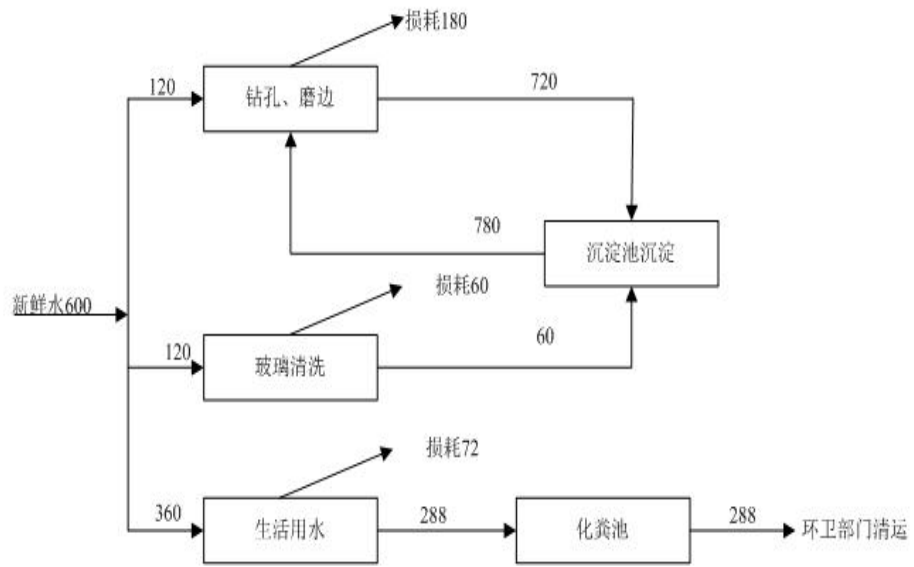 损耗180
120
钻孔、磨边
720
780
沉淀池沉淀
新鲜水600
损耗60
120
玻璃清洗
60
损耗72
360
生活用水
288
化粪池
288
环卫部门清运